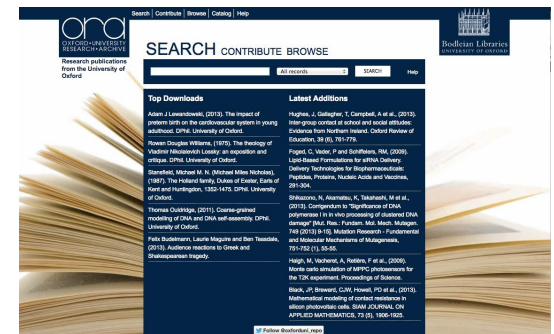 Search | Contribute | Browse | Catalog | Help
ora
OXFORD•UNIVERSITY
RESEARCH•ARCHIVE
Research publications
from the University of
Oxford
SEARCH CONTRIBUTE BROWSE
Bodleian Libraries
UNIVERSITY OF OXFORD
All records
SEARCH
Help
Top Downloads
Adam J Lewandowski, (2013). The impact of
preterm birth on the cardiovascular system in young
adulthood. DPhil. University of Oxford.
Rowan Douglas Williams, (1975). The theology of
Vladimir Nikolaievich Lossky: an exposition and
critique. DPhil. University of Oxford.
Stansfield, Michael M. N. (Michael Miles Nicholas),
(1987). The Holland family, Dukes of Exeter, Earls of
Kent and Huntingdon, 1352-1475. DPhil. University
of Oxford.
Thomas Ouldridge, (2011). Coarse-grained
modelling of DNA and DNA self-assembly. DPhil.
University of Oxford.
Felix Budelmann, Laurie Maguire and Ben Teasdale,
(2013). Audience reactions to Greek and
Shakespearean tragedy.
Latest Additions
Hughes, J, Gallagher, T, Campbell, A et al., (2013).
Inter-group contact at school and social attitudes:
Evidence from Northern Ireland. Oxford Review of
Education, 39 (6), 761-779.
Foged, C, Vader, P and Schiffelers, RM, (2009).
Lipid-Based Formulations for siRNA Delivery.
Delivery Technologies for Biopharmaceuticals:
Peptides, Proteins, Nucleic Acids and Vaccines,
281-304.
Shikazono, N, Akamatsu, K, Takahashi, M et al.,
(2013). Corrigendum to "Significance of DNA
polymerase I in in vivo processing of clustered DNA
damage" [Mut. Res.: Fundam. Mol. Mech. Mutagen.
749 (2013) 9-15]. Mutation Research - Fundamental
and Molecular Mechanisms of Mutagenesis,
751-752 (1), 55-55.
Haigh, M, Vacheret, A, Retière, F et al., (2009).
Monte carlo simulation of MPPC photosensors for
the T2K experiment. Proceedings of Science.
Black, JP, Breward, CJW, Howell, PD et al., (2013).
Mathematical modeling of contact resistance in
silicon photovoltaic cells. SIAM JOURNAL ON
APPLIED MATHEMATICS, 73 (5), 1906-1925.
Follow @oxforduni_repo